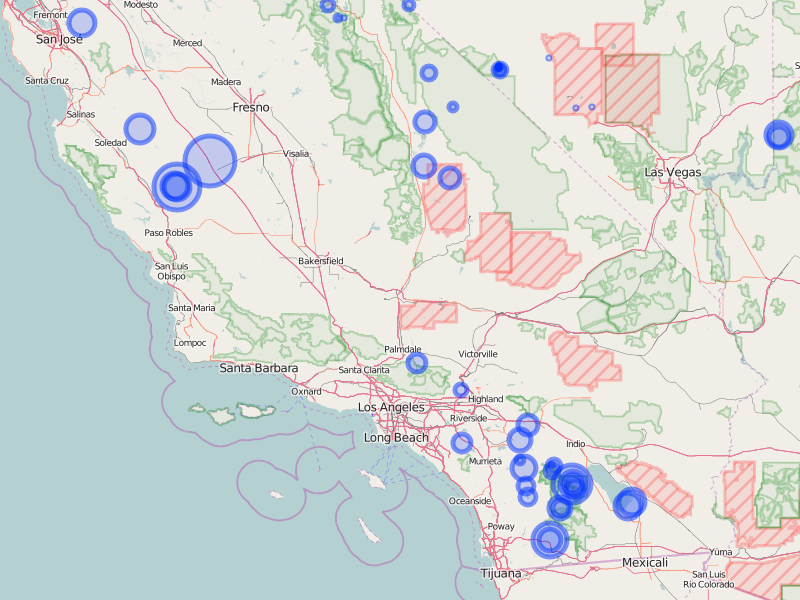 Modesto
Fremont
San Jose
Merced
Santa Cruz
Madera
Fresno
Salinas
Soledad
Visalia
Las Vegas
Paso Robles
San Luis
Obispo
Bakersfield
Santa Maria
Lompoc
Palmdale
Victorville
Santa Barbara
Santa Clarita
Oxnard
Highland
Los Angeles
Riverside
Long Beach
Indio
Murrieta
Oceanside
Poway
Yuma
Mexicali
Tijuana
San Luis
Río Colorado